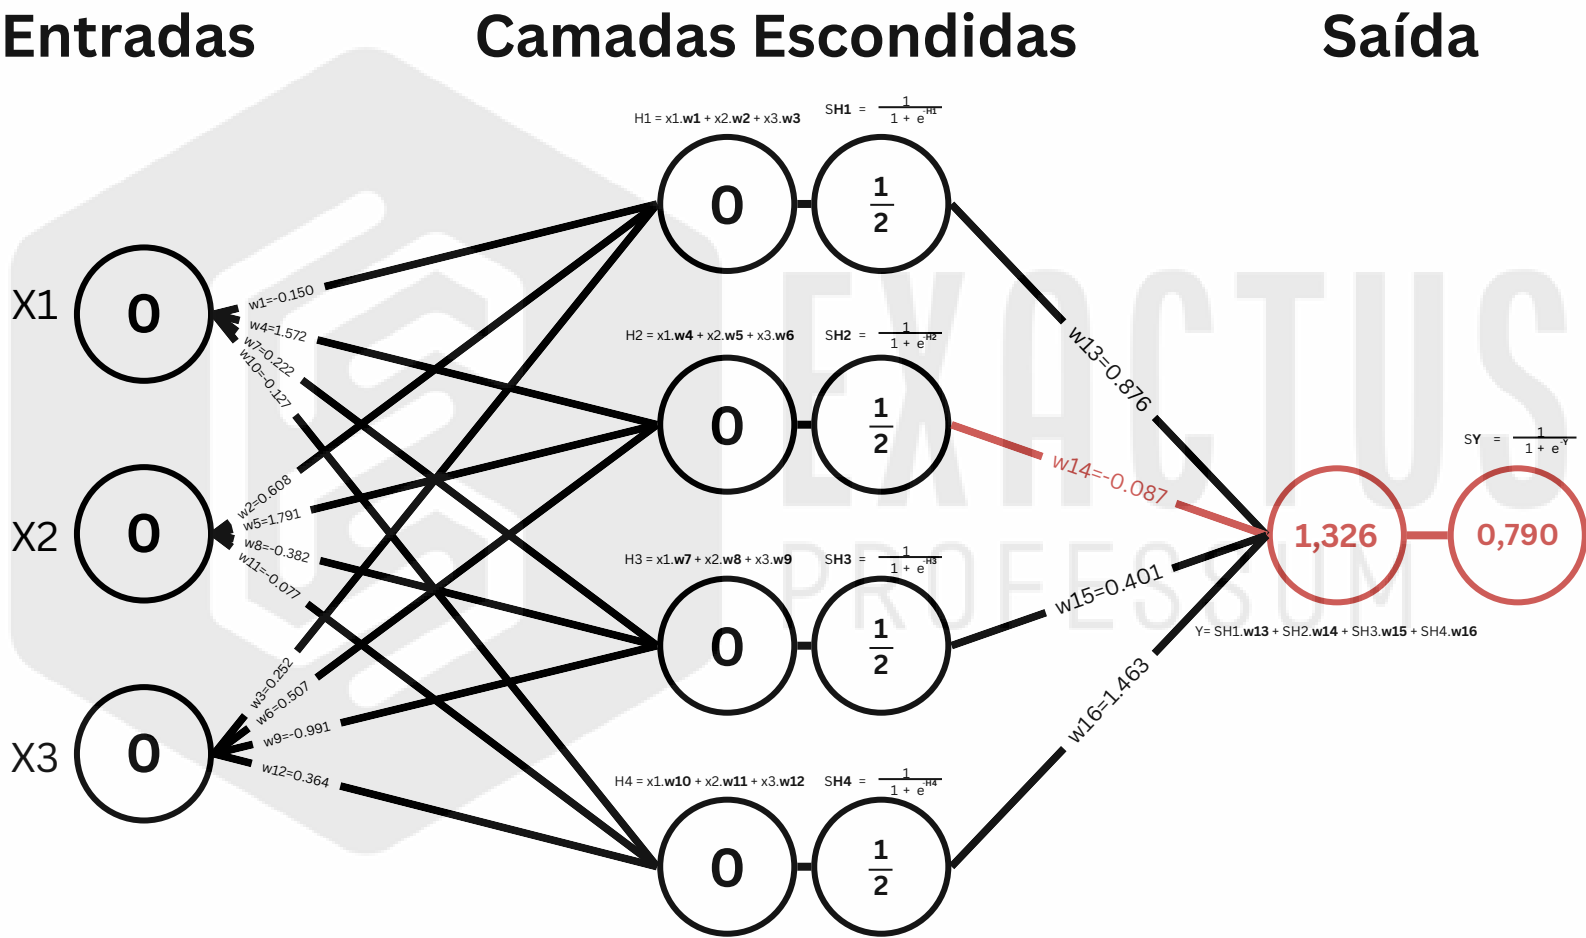 Entradas
Camadas Escondidas
Saída
H1 = x1.w1 + x2.w2 + x3.w3
SH1 = 1 / 1 + e^-H1
0
1
2
X1
0
w1=-0.150
w4=1.572
w7=0.222
w10=-0.127
H2 = x1.w4 + x2.w5 + x3.w6
SH2 = 1 / 1 + e^-H2
0
1
2
X2
0
w2=0.608
w5=1.791
w8=-0.382
w11=-0.077
H3 = x1.w7 + x2.w8 + x3.w9
SH3 = 1 / 1 + e^-H3
0
1
2
X3
0
w3=0.252
w6=0.507
w9=-0.991
w12=0.364
H4 = x1.w10 + x2.w11 + x3.w12
SH4 = 1 / 1 + e^-H4
0
1
2
w13=0.876
w14=-0.087
w15=0.401
w16=1.463
SY = 1 / 1 + e^-Y
1,326
0,790
Y= SH1.w13 + SH2.w14 + SH3.w15 + SH4.w16
EXACTUS
PROFESSUM